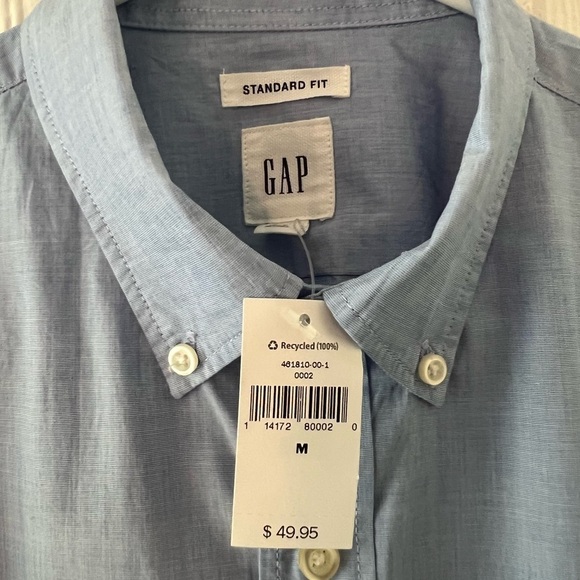 STANDARD FIT
GAP
Recycled (100%)
461810-00-1
0002
1 14172 80002 0
M
$ 49.95